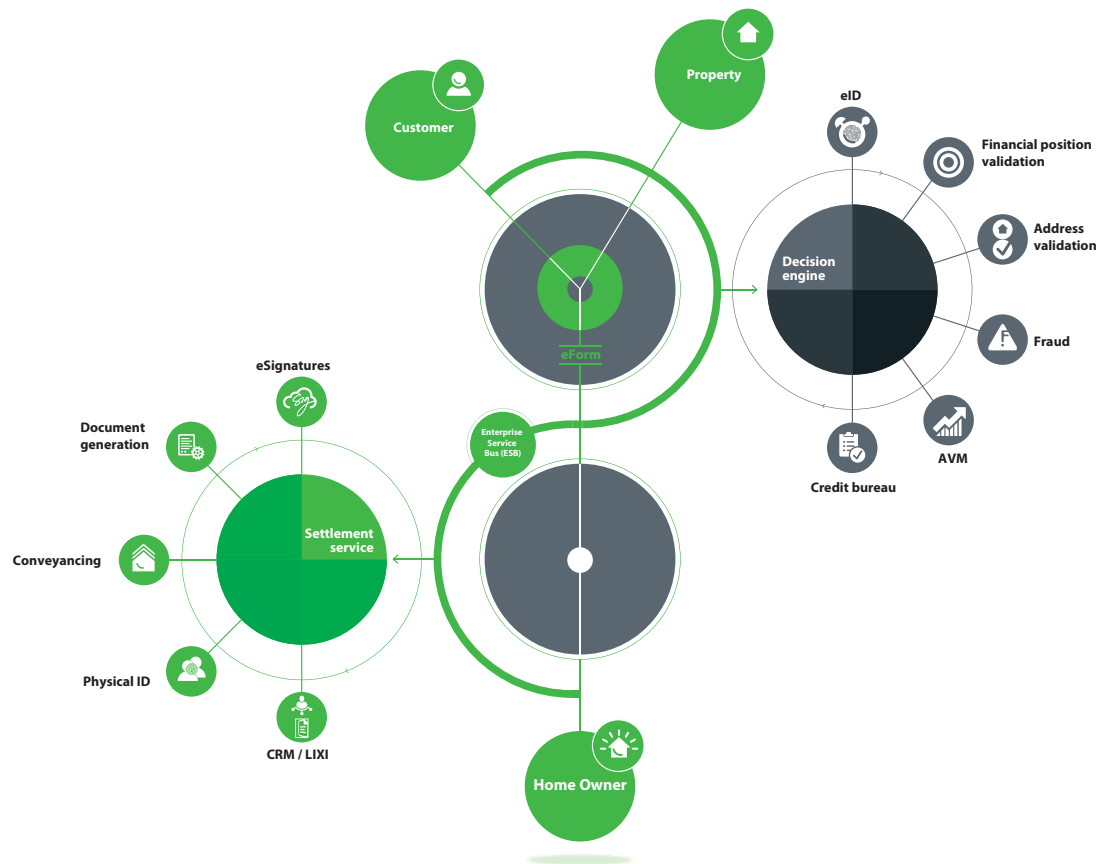 Property
Customer
eID
Financial position
validation
Address
validation
Decision
engine
Fraud
eForm
AVM
Credit bureau
Enterprise
Service
Bus (ESB)
eSignatures
Document
generation
Settlement
service
Conveyancing
Physical ID
CRM / LIXI
Home Owner